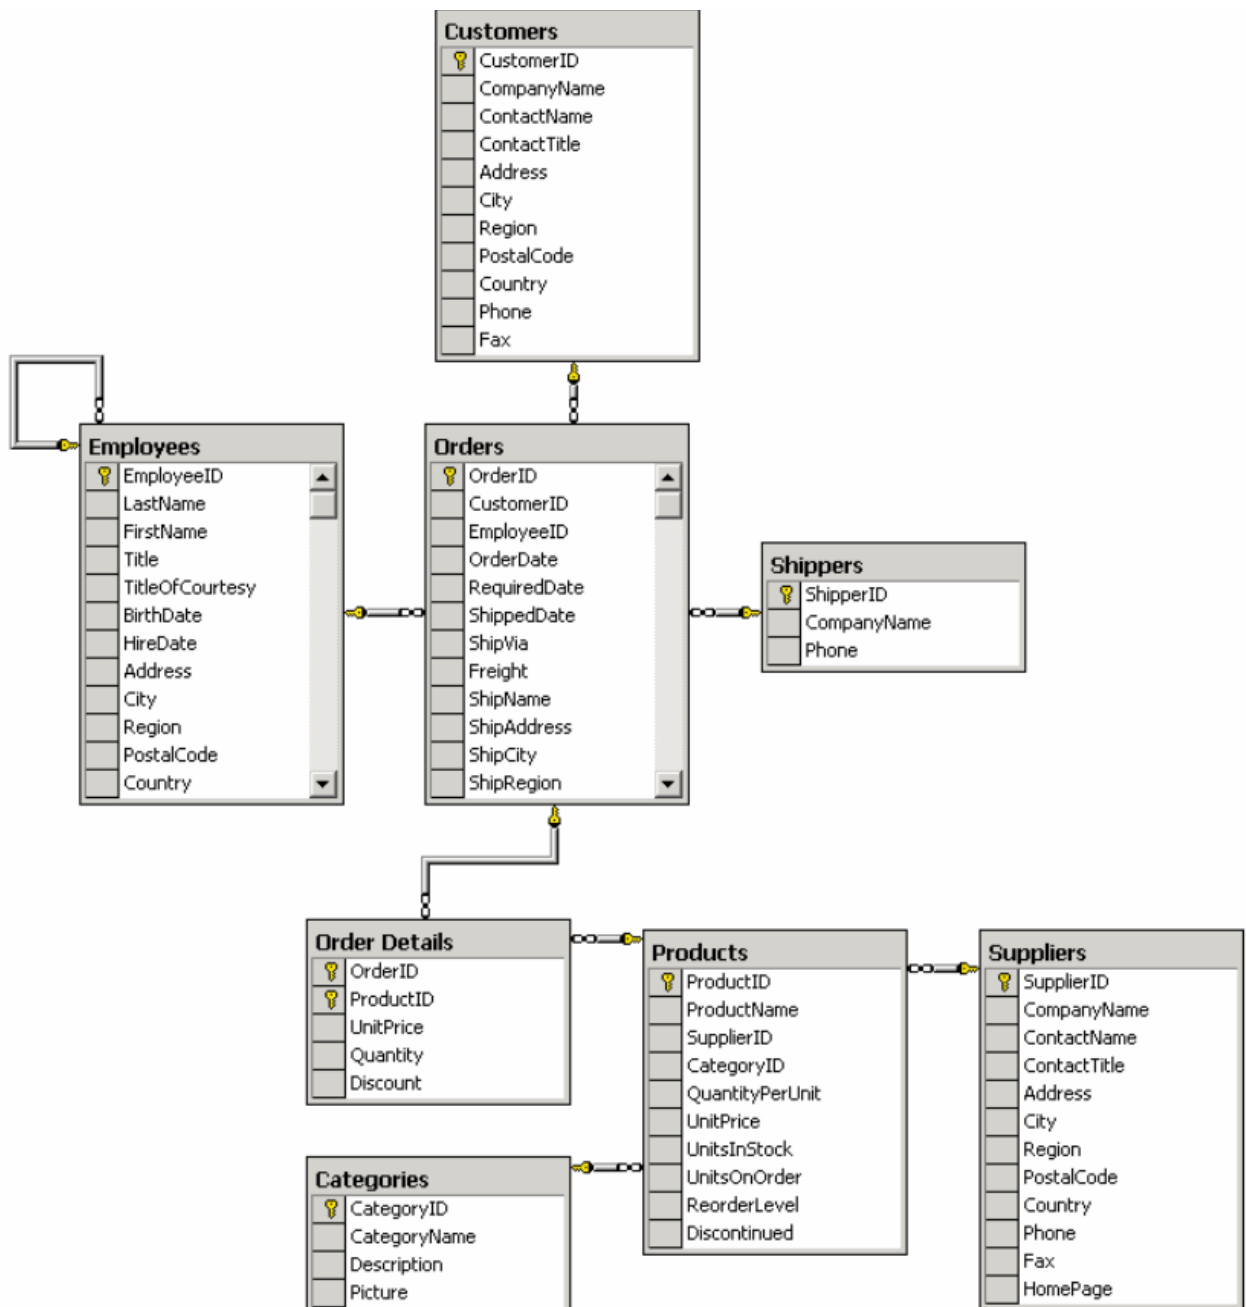 Customers
CustomerID
CompanyName
ContactName
ContactTitle
Address
City
Region
PostalCode
Country
Phone
Fax
Employees
EmployeeID
LastName
FirstName
Title
TitleOfCourtesy
BirthDate
HireDate
Address
City
Region
PostalCode
Country
Orders
OrderID
CustomerID
EmployeeID
OrderDate
RequiredDate
ShippedDate
ShipVia
Freight
ShipName
ShipAddress
ShipCity
ShipRegion
Shippers
ShipperID
CompanyName
Phone
Order Details
OrderID
ProductID
UnitPrice
Quantity
Discount
Products
ProductID
ProductName
SupplierID
CategoryID
QuantityPerUnit
UnitPrice
UnitsInStock
UnitsOnOrder
ReorderLevel
Discontinued
Suppliers
SupplierID
CompanyName
ContactName
ContactTitle
Address
City
Region
PostalCode
Country
Phone
Fax
HomePage
Categories
CategoryID
CategoryName
Description
Picture